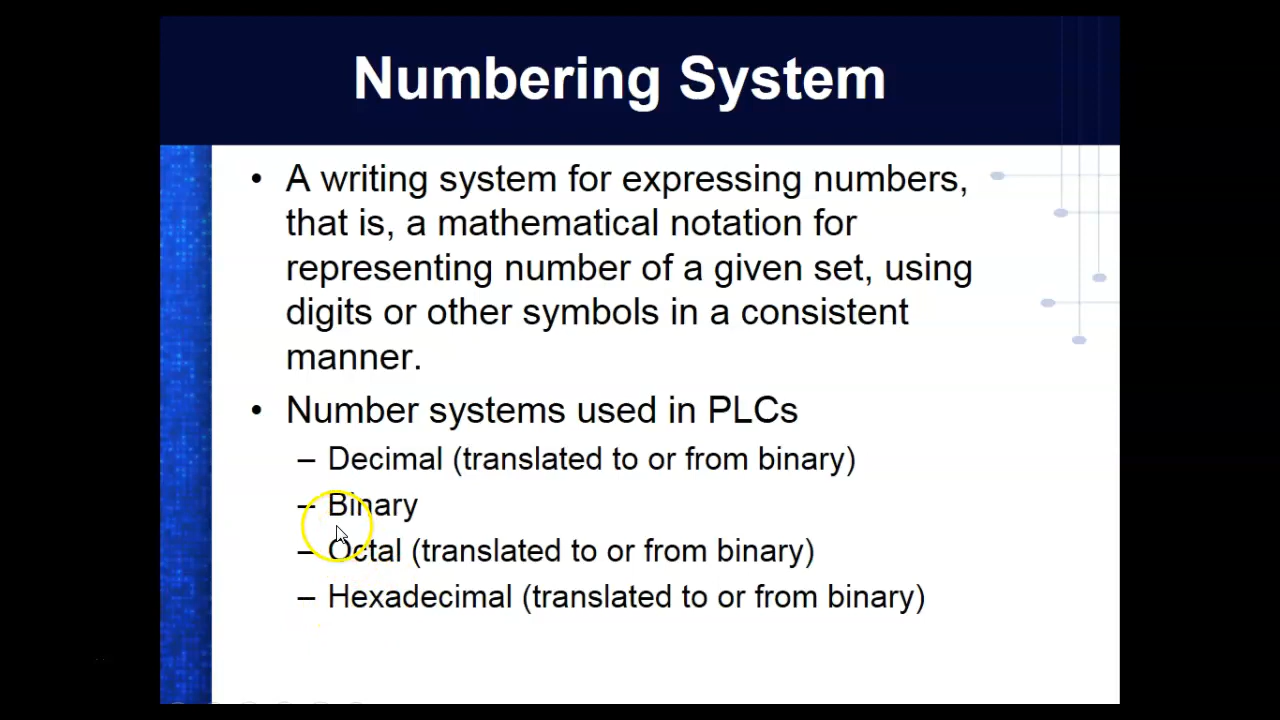 Numbering System
• A writing system for expressing numbers,
that is, a mathematical notation for
representing number of a given set, using
digits or other symbols in a consistent
manner.
• Number systems used in PLCs
– Decimal (translated to or from binary)
– Binary
– Octal (translated to or from binary)
– Hexadecimal (translated to or from binary)